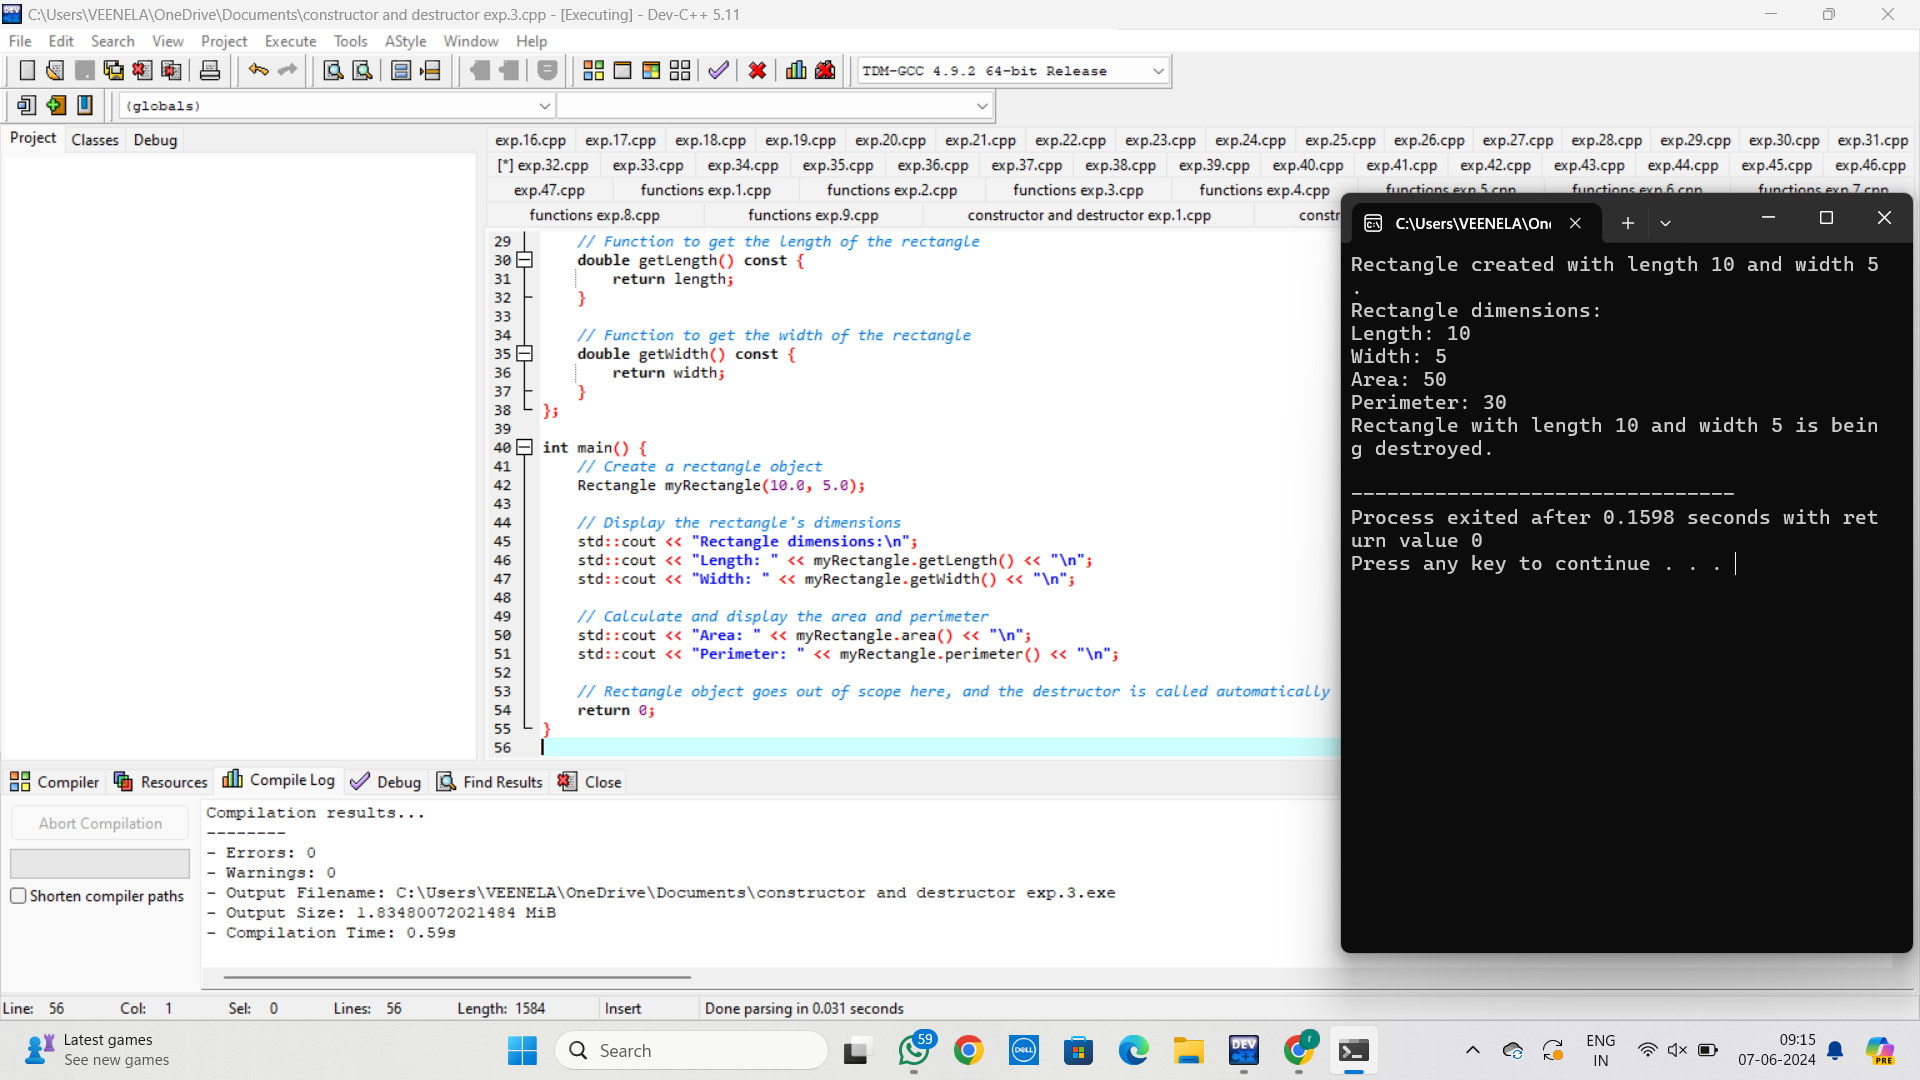 C:\Users\VEENELA\OneDrive\Documents\constructor and destructor exp.3.cpp - [Executing] - Dev-C++ 5.11
File Edit Search View Project Execute Tools AStyle Window Help
TDM-GCC 4.9.2 64-bit Release
(globals)
Project Classes Debug
exp.16.cpp exp.17.cpp exp.18.cpp exp.19.cpp exp.20.cpp exp.21.cpp exp.22.cpp exp.23.cpp exp.24.cpp exp.25.cpp exp.26.cpp exp.27.cpp exp.28.cpp exp.29.cpp exp.30.cpp exp.31.cpp
[*] exp.32.cpp exp.33.cpp exp.34.cpp exp.35.cpp exp.36.cpp exp.37.cpp exp.38.cpp exp.39.cpp exp.40.cpp exp.41.cpp exp.42.cpp exp.43.cpp exp.44.cpp exp.45.cpp exp.46.cpp
exp.47.cpp functions exp.1.cpp functions exp.2.cpp functions exp.3.cpp functions exp.4.cpp functions exp.5.cpp functions exp.6.cpp functions exp.7.cpp
functions exp.8.cpp functions exp.9.cpp constructor and destructor exp.1.cpp constr
29 // Function to get the length of the rectangle
30 double getLength() const {
31 return length;
32 }
33
34 // Function to get the width of the rectangle
35 double getWidth() const {
36 return width;
37 }
38 };
39
40 int main() {
41 // Create a rectangle object
42 Rectangle myRectangle(10.0, 5.0);
43
44 // Display the rectangle's dimensions
45 std::cout << "Rectangle dimensions:\n";
46 std::cout << "Length: " << myRectangle.getLength() << "\n";
47 std::cout << "Width: " << myRectangle.getWidth() << "\n";
48
49 // Calculate and display the area and perimeter
50 std::cout << "Area: " << myRectangle.area() << "\n";
51 std::cout << "Perimeter: " << myRectangle.perimeter() << "\n";
52
53 // Rectangle object goes out of scope here, and the destructor is called automatically
54 return 0;
55 }
56
C:\Users\VEENELA\One
Rectangle created with length 10 and width 5
.
Rectangle dimensions:
Length: 10
Width: 5
Area: 50
Perimeter: 30
Rectangle with length 10 and width 5 is bein
g destroyed.
--------------------------------
Process exited after 0.1598 seconds with ret
urn value 0
Press any key to continue . . .
Compiler Resources Compile Log Debug Find Results Close
Abort Compilation
Shorten compiler paths
Compilation results...
--------
- Errors: 0
- Warnings: 0
- Output Filename: C:\Users\VEENELA\OneDrive\Documents\constructor and destructor exp.3.exe
- Output Size: 1.83480072021484 MiB
- Compilation Time: 0.59s
Line: 56 Col: 1 Sel: 0 Lines: 56 Length: 1584 Insert Done parsing in 0.031 seconds
Latest games
See new games
Search
59
DELL
DEV
r
ENG
IN
09:15
07-06-2024
PRE